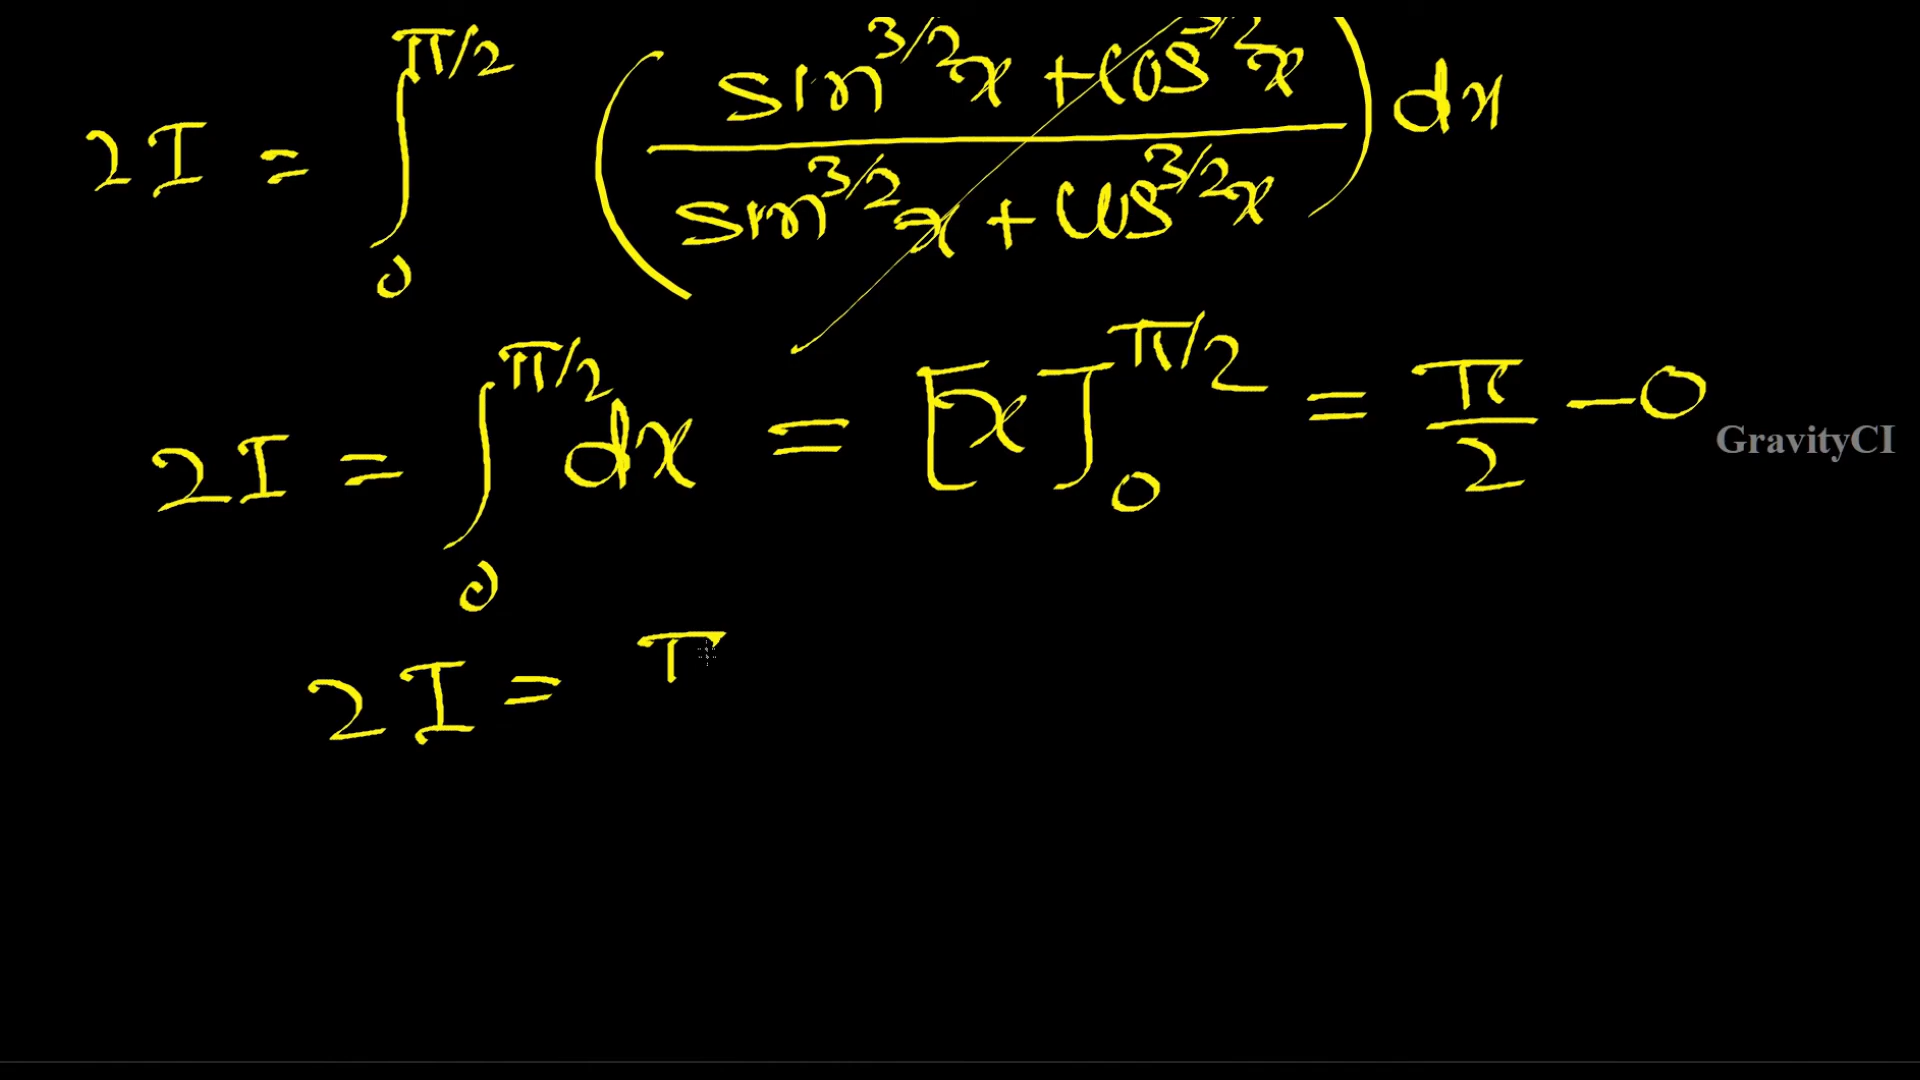 2I = ∫₀^π/2 ( (sin^3/2 x + cos^3/2 x) / (sin^3/2 x + cos^3/2 x) ) dx
2I = ∫₀^π/2 dx = [x]₀^π/2 = π/2 - 0
GravityCI
2I = π